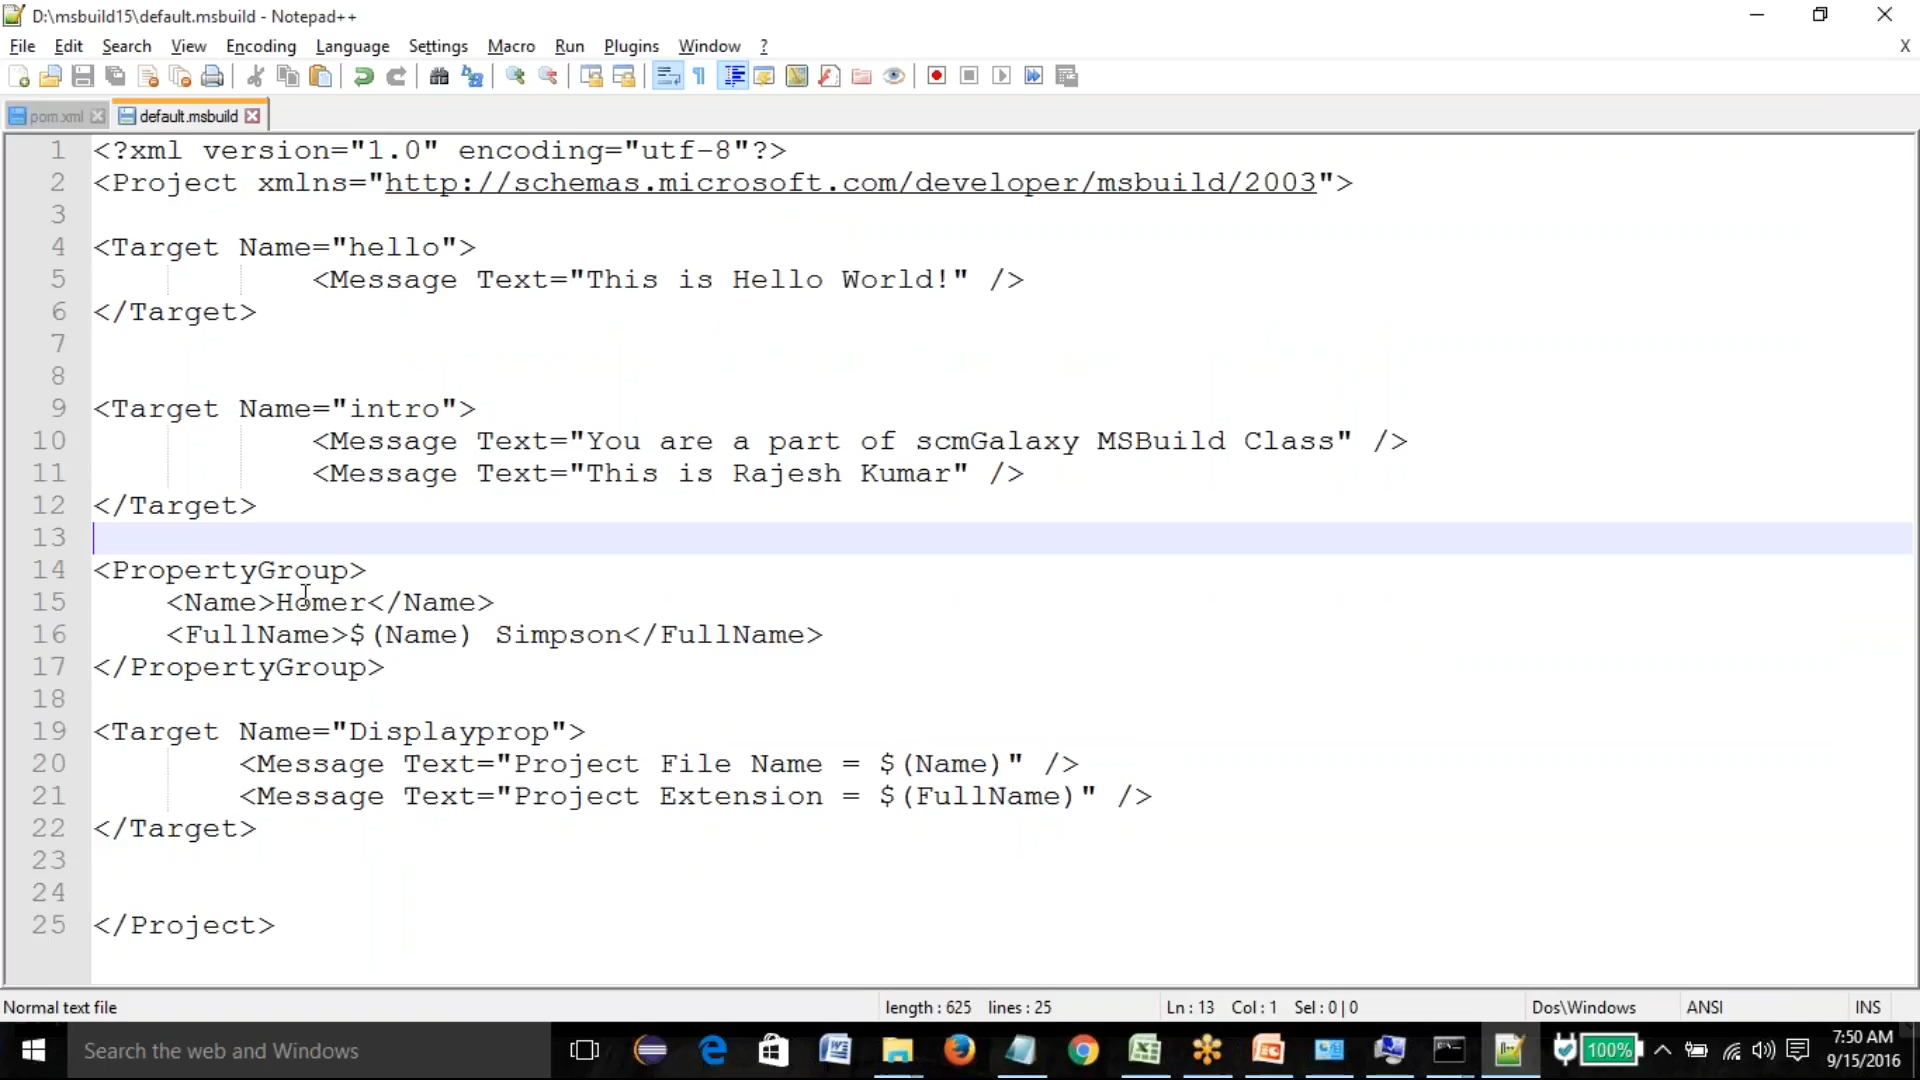 D:\msbuild15\default.msbuild - Notepad++
File Edit Search View Encoding Language Settings Macro Run Plugins Window ? X
pom.xml default.msbuild
1 <?xml version="1.0" encoding="utf-8"?>
2 <Project xmlns="http://schemas.microsoft.com/developer/msbuild/2003">
3
4 <Target Name="hello">
5 <Message Text="This is Hello World!" />
6 </Target>
7
8
9 <Target Name="intro">
10 <Message Text="You are a part of scmGalaxy MSBuild Class" />
11 <Message Text="This is Rajesh Kumar" />
12 </Target>
13
14 <PropertyGroup>
15 <Name>Homer</Name>
16 <FullName>$(Name) Simpson</FullName>
17 </PropertyGroup>
18
19 <Target Name="Displayprop">
20 <Message Text="Project File Name = $(Name)" />
21 <Message Text="Project Extension = $(FullName)" />
22 </Target>
23
24
25 </Project>
Normal text file length : 625 lines : 25 Ln : 13 Col : 1 Sel : 0 | 0 Dos\Windows ANSI INS
Search the web and Windows 100% 7:50 AM
9/15/2016